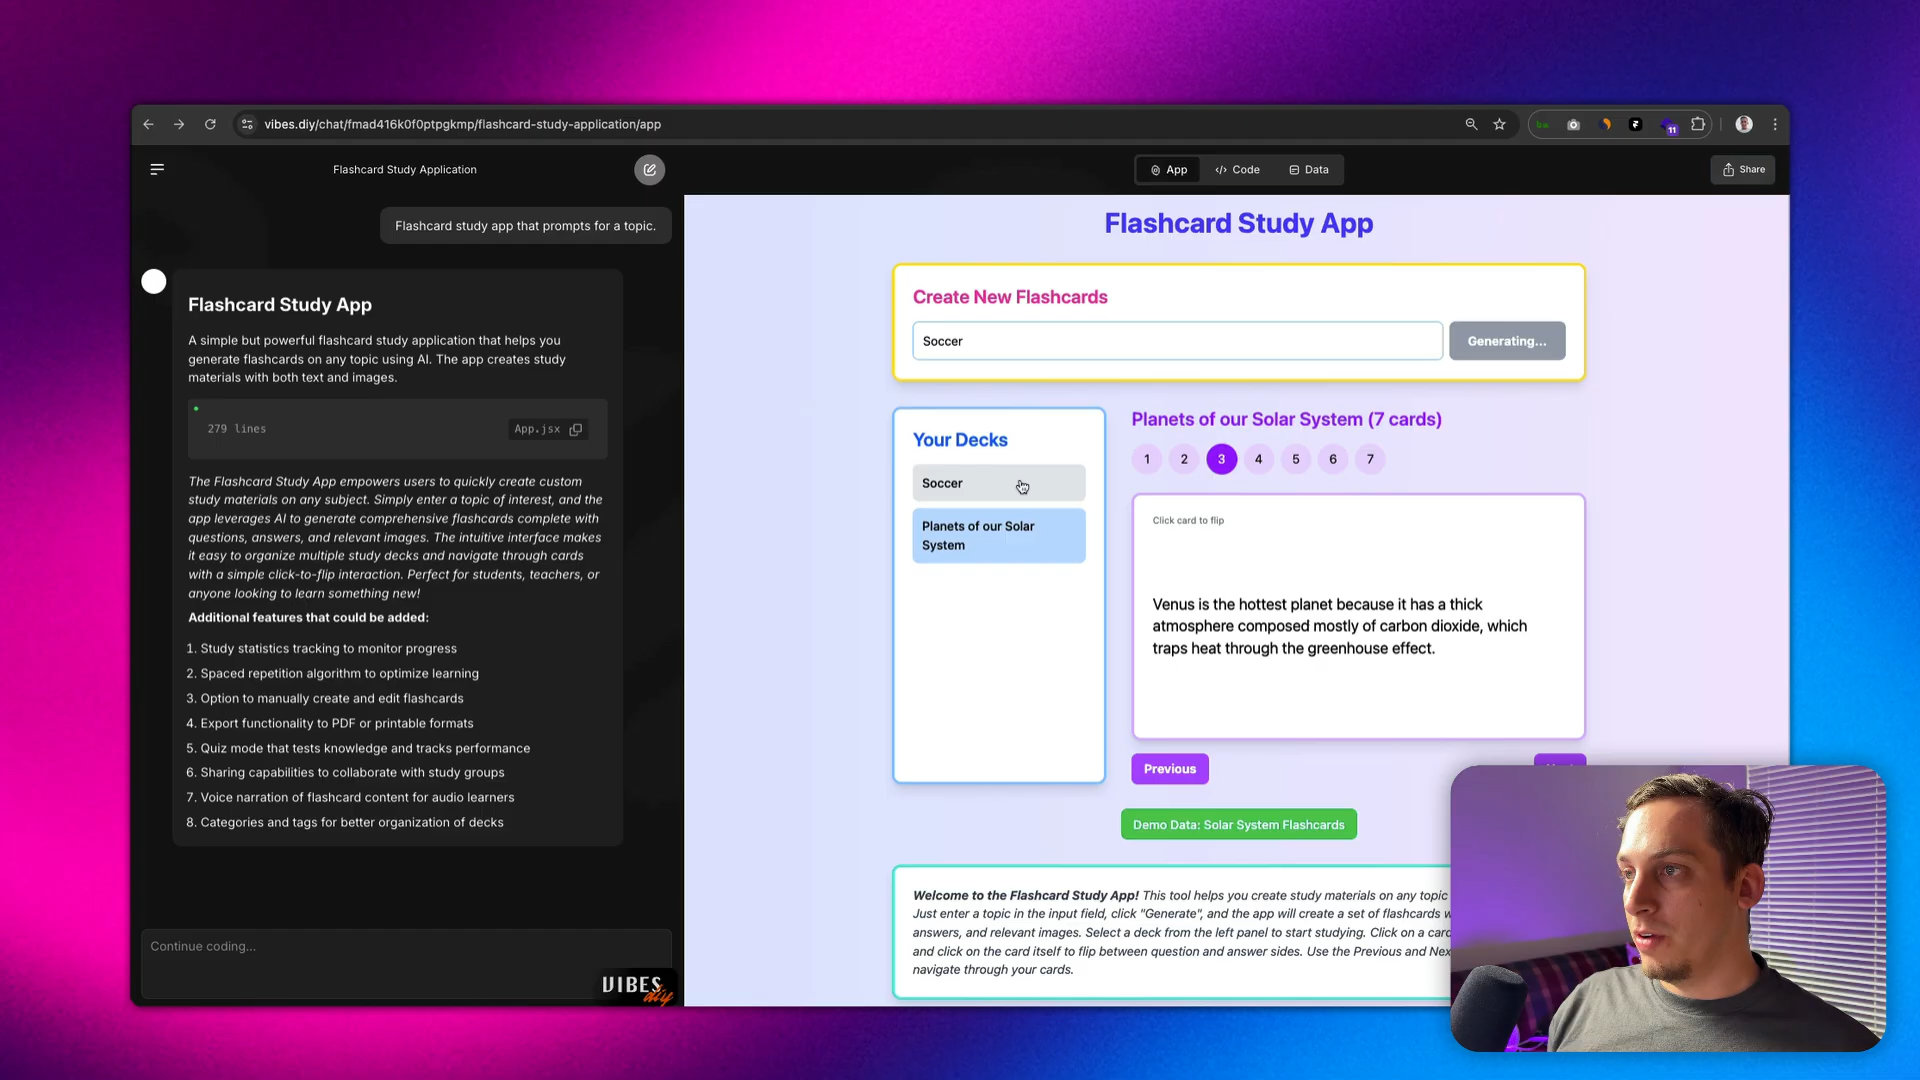 vibes.diy/chat/fmad416k0f0ptpgkmp/flashcard-study-application/app
11
Flashcard Study Application
App
Code
Data
Share
Flashcard study app that prompts for a topic.
Flashcard Study App
A simple but powerful flashcard study application that helps you
generate flashcards on any topic using AI. The app creates study
materials with both text and images.
279 lines
App.jsx
The Flashcard Study App empowers users to quickly create custom
study materials on any subject. Simply enter a topic of interest, and the
app leverages AI to generate comprehensive flashcards complete with
questions, answers, and relevant images. The intuitive interface makes
it easy to organize multiple study decks and navigate through cards
with a simple click-to-flip interaction. Perfect for students, teachers, or
anyone looking to learn something new!
Additional features that could be added:
1. Study statistics tracking to monitor progress
2. Spaced repetition algorithm to optimize learning
3. Option to manually create and edit flashcards
4. Export functionality to PDF or printable formats
5. Quiz mode that tests knowledge and tracks performance
6. Sharing capabilities to collaborate with study groups
7. Voice narration of flashcard content for audio learners
8. Categories and tags for better organization of decks
Continue coding...
VIBES
diy
Flashcard Study App
Create New Flashcards
Soccer
Generating...
Your Decks
Soccer
Planets of our Solar
System
Planets of our Solar System (7 cards)
1 2 3 4 5 6 7
Click card to flip
Venus is the hottest planet because it has a thick
atmosphere composed mostly of carbon dioxide, which
traps heat through the greenhouse effect.
Previous
Demo Data: Solar System Flashcards
Welcome to the Flashcard Study App! This tool helps you create study materials on any topic
Just enter a topic in the input field, click "Generate", and the app will create a set of flashcards
answers, and relevant images. Select a deck from the left panel to start studying. Click on a
and click on the card itself to flip between question and answer sides. Use the Previous and
navigate through your cards.